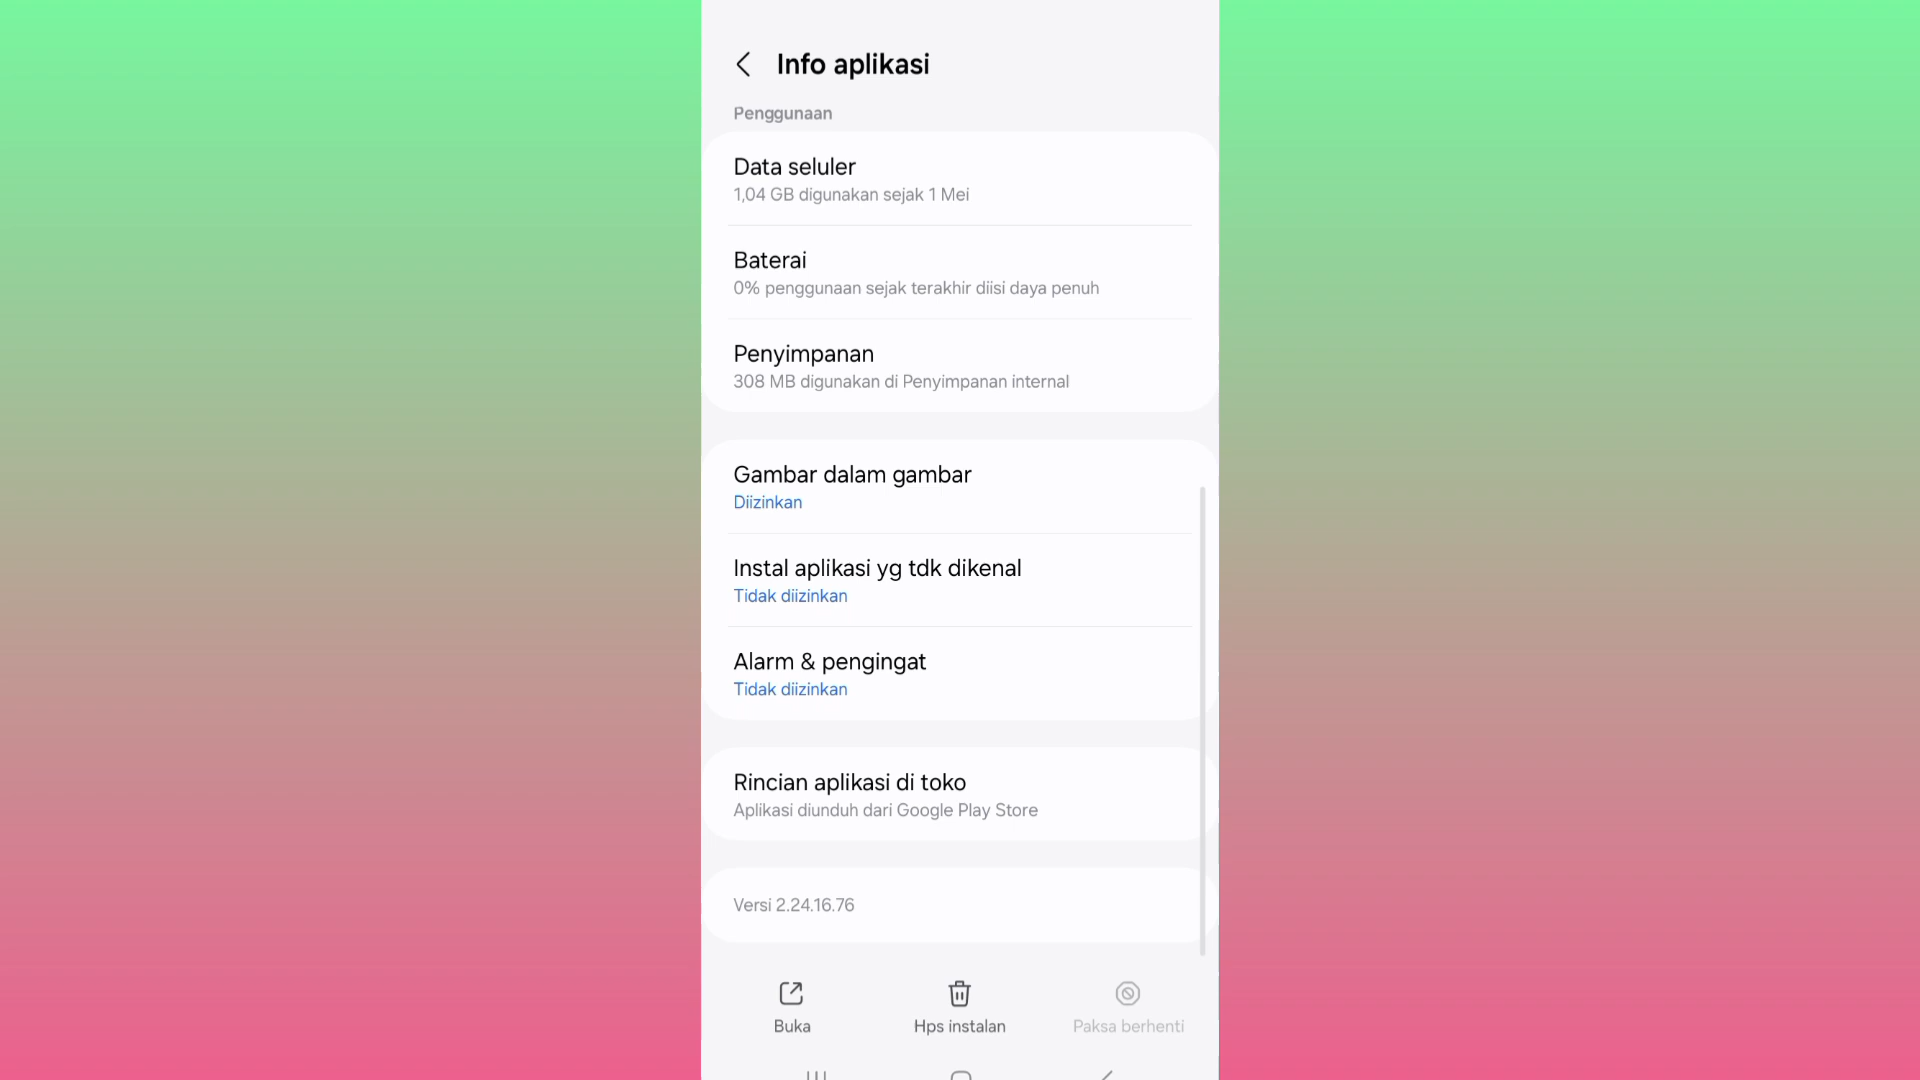 Info aplikasi
Penggunaan
Data seluler
1,04 GB digunakan sejak 1 Mei
Baterai
0% penggunaan sejak terakhir diisi daya penuh
Penyimpanan
308 MB digunakan di Penyimpanan internal
Gambar dalam gambar
Diizinkan
Instal aplikasi yg tdk dikenal
Tidak diizinkan
Alarm & pengingat
Tidak diizinkan
Rincian aplikasi di toko
Aplikasi diunduh dari Google Play Store
Versi 2.24.16.76
Buka
Hps instalan
Paksa berhenti